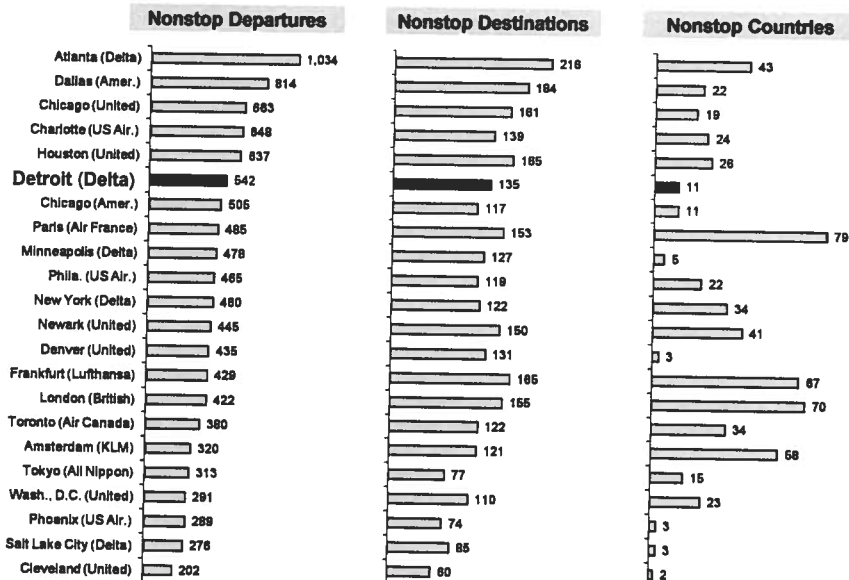 Nonstop Departures Nonstop Destinations Nonstop Countries
Atlanta (Delta) 1,034 216 43
Dallas (Amer.) 814 184 22
Chicago (United) 663 161 19
Charlotte (US Air.) 648 139 24
Houston (United) 637 165 26
Detroit (Delta) 542 135 11
Chicago (Amer.) 505 117 11
Paris (Air France) 485 153 79
Minneapolis (Delta) 478 127 5
Phila. (US Air.) 465 119 22
New York (Delta) 460 122 34
Newark (United) 445 150 41
Denver (United) 435 131 3
Frankfurt (Lufthansa) 429 165 67
London (British) 422 155 70
Toronto (Air Canada) 380 122 34
Amsterdam (KLM) 320 121 58
Tokyo (All Nippon) 313 77 15
Wash., D.C. (United) 291 110 23
Phoenix (US Air.) 289 74 3
Salt Lake City (Delta) 276 85 3
Cleveland (United) 202 60 2